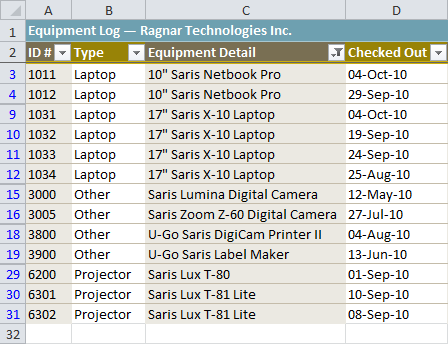 A B C D
1 Equipment Log — Ragnar Technologies Inc.
2 ID # Type Equipment Detail Checked Out
3 1011 Laptop 10" Saris Netbook Pro 04-Oct-10
4 1012 Laptop 10" Saris Netbook Pro 29-Sep-10
9 1031 Laptop 17" Saris X-10 Laptop 04-Oct-10
10 1032 Laptop 17" Saris X-10 Laptop 19-Sep-10
11 1033 Laptop 17" Saris X-10 Laptop 24-Sep-10
12 1034 Laptop 17" Saris X-10 Laptop 25-Aug-10
15 3000 Other Saris Lumina Digital Camera 12-May-10
16 3005 Other Saris Zoom Z-60 Digital Camera 27-Jul-10
18 3800 Other U-Go Saris DigiCam Printer II 04-Aug-10
19 3900 Other U-Go Saris Label Maker 13-Jun-10
29 6200 Projector Saris Lux T-80 01-Sep-10
30 6301 Projector Saris Lux T-81 Lite 10-Sep-10
31 6302 Projector Saris Lux T-81 Lite 08-Sep-10
32